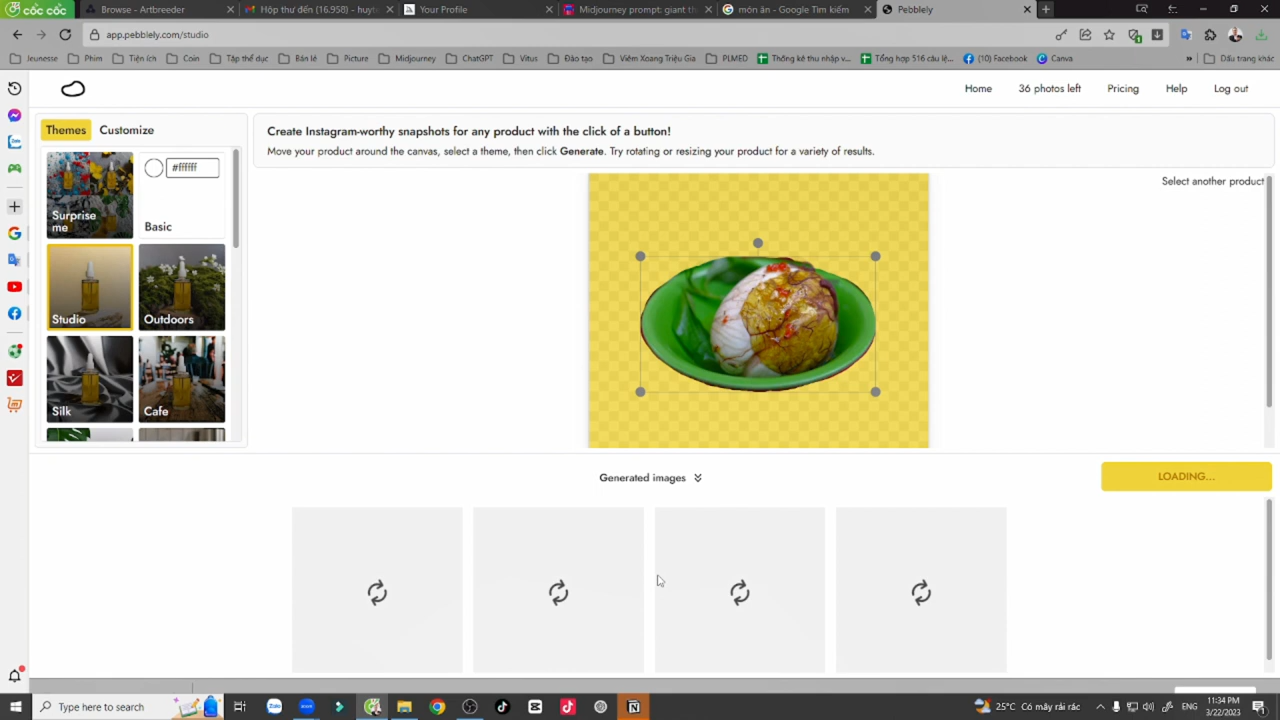 cốc cốc
Browse - Artbreeder
Hộp thư đến (16.958) - huyte
Your Profile
Midjourney prompt: giant th
món ăn - Google Tìm kiếm
Pebblely
app.pebblely.com/studio
Jeunesse
Phim
Tiện ích
Coin
Tập thể dục
Bán lẻ
Picture
Midjourney
ChatGPT
Vitus
Đào tạo
Viêm Xoang Triệu Gia
PLMED
Thống kê thu nhập v...
Tổng hợp 516 câu lệ...
(10) Facebook
Canva
»
Dấu trang khác
Home
36 photos left
Pricing
Help
Log out
Themes
Customize
Create Instagram-worthy snapshots for any product with the click of a button!
Move your product around the canvas, select a theme, then click Generate. Try rotating or resizing your product for a variety of results.
Select another product
#ffffff
Surprise
me
Basic
Studio
Outdoors
Silk
Cafe
Generated images
LOADING...
Type here to search
Zalo
zoom
25°C Có mây rải rác
ENG
11:34 PM
3/22/2023